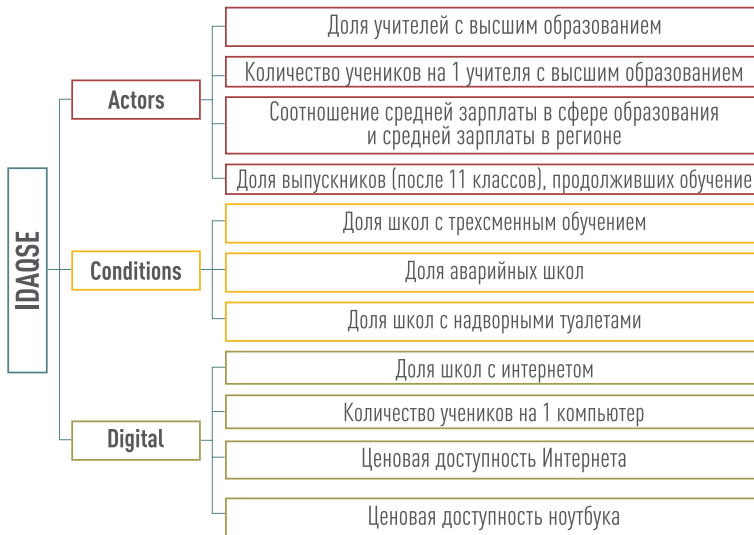 IDAQSE
Actors
Доля учителей с высшим образованием
Количество учеников на 1 учителя с высшим образованием
Соотношение средней зарплаты в сфере образования
и средней зарплаты в регионе
Доля выпускников (после 11 классов), продолживших обучение
Conditions
Доля школ с трехсменным обучением
Доля аварийных школ
Доля школ с надворными туалетами
Digital
Доля школ с интернетом
Количество учеников на 1 компьютер
Ценовая доступность Интернета
Ценовая доступность ноутбука